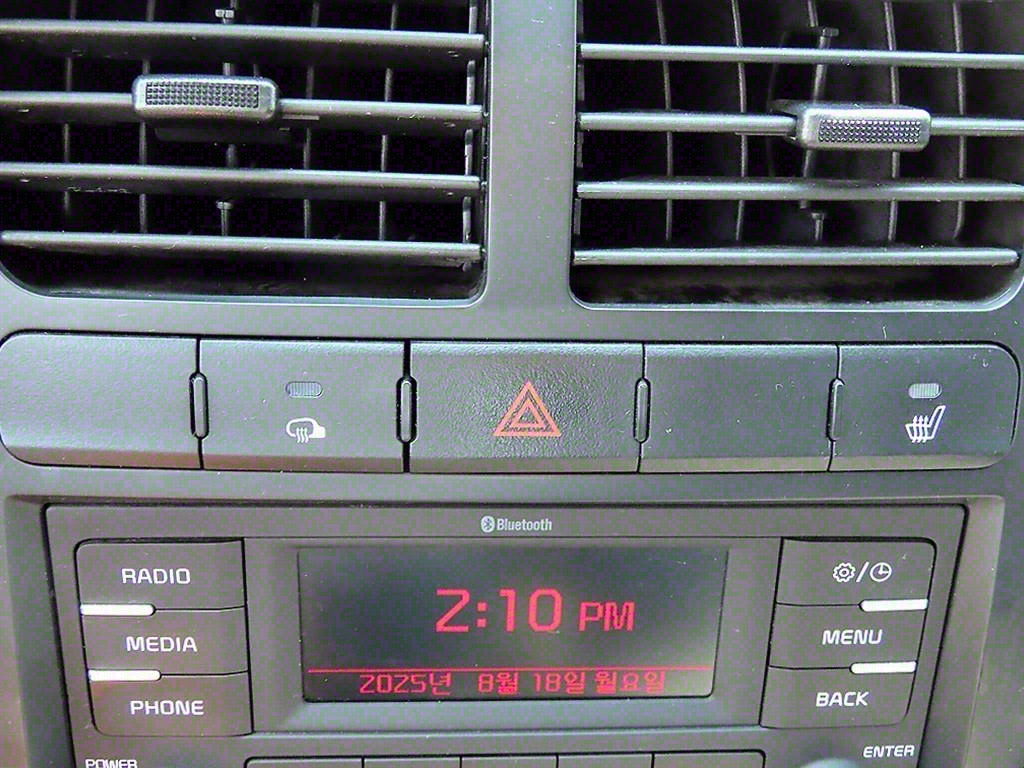 Bluetooth
RADIO
MEDIA
PHONE
POWER
2:10 PM
2025년 8월 18일 월요일
MENU
BACK
ENTER